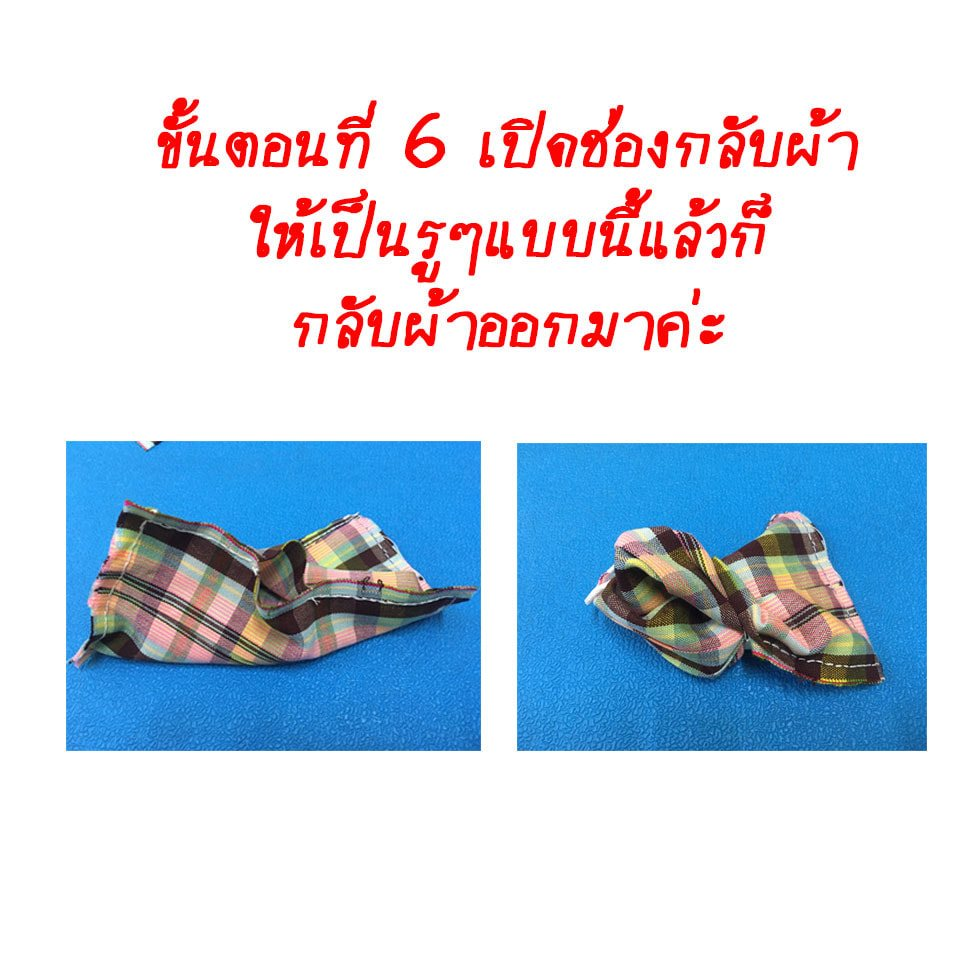 ขั้นตอนที่ 6 เปิดช่องกลับผ้า
ให้เป็นรูๆแบบนี้แล้วก็
กลับผ้าออกมาค่ะ